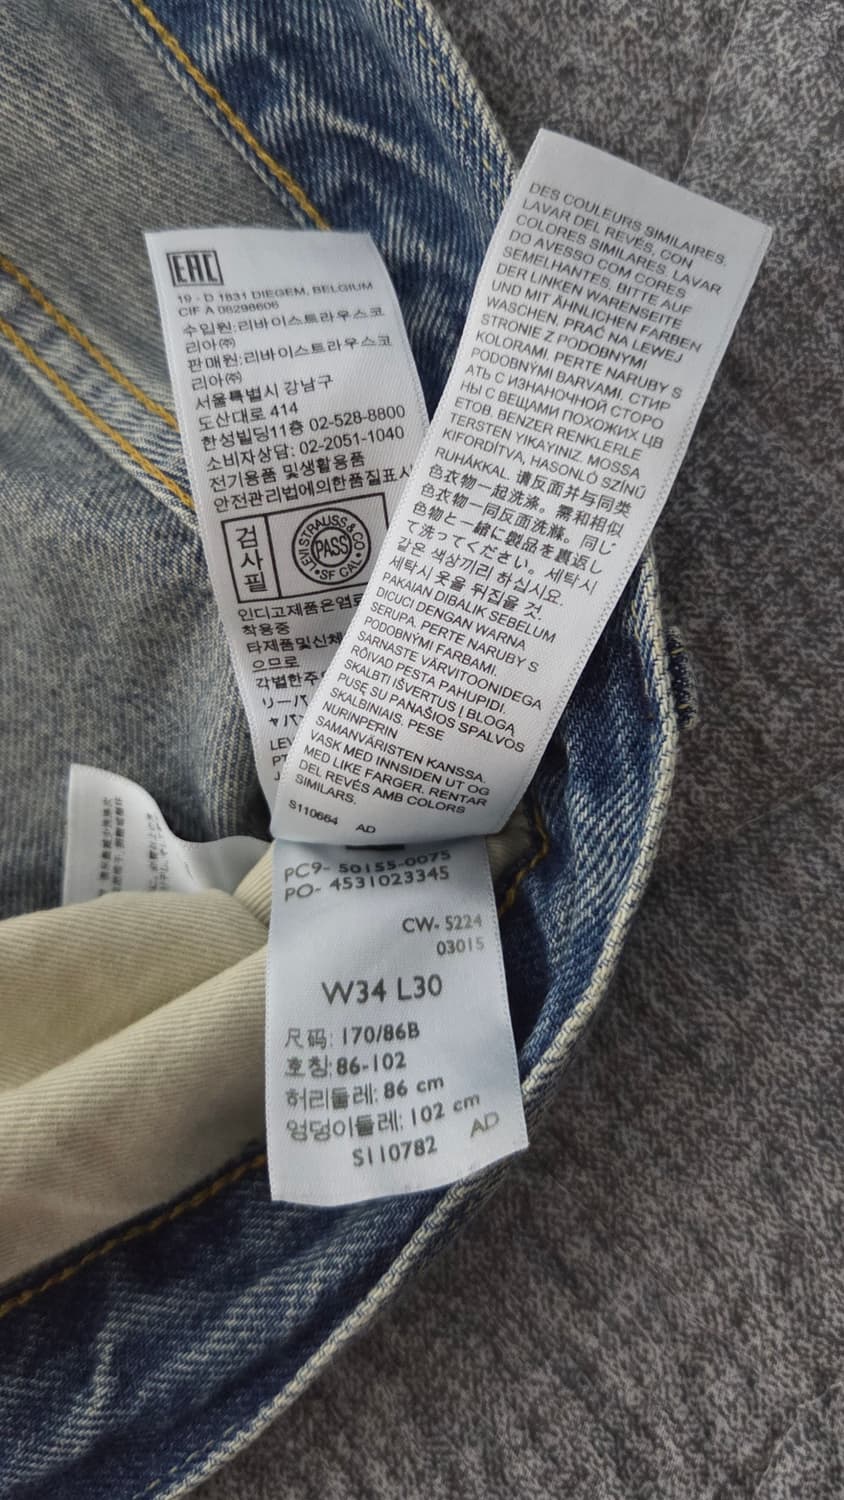 EAC
19 - D 1831 DIEGEM, BELGIUM
CIF A 08298606
수입원:리바이스트라우스코
리아㈜
판매원:리바이스트라우스코
리아㈜
서울특별시 강남구
도산대로 414
한성빌딩11층 02-528-8800
소비자상담: 02-2051-1040
전기용품 및생활용품
안전관리법에의한품질표시
검사필
LEVI STRAUSS & CO
PASS
SF CAL
인디고제품은염료
착용중
타제품및신체
으므로
각별한주
リーバ
ャパ
LEV
PT
J
DES COULEURS SIMILAIRES.
LAVAR DEL REVÉS, CON
COLORES SIMILARES. LAVAR
DO AVESSO COM CORES
SEMELHANTES. BITTE AUF
DER LINKEN WARENSEITE
UND MIT ÄHNLICHEN FARBEN
WASCHEN. PRAĆ NA LEWEJ
STRONIE Z PODOBNYMI
KOLORAMI. PERTE NARUBY S
PODOBNÝMI BARVAMI. СТИР
АТЬ С ИЗНАНОЧНОЙ СТОРО
НЫ С ВЕЩАМИ ПОХОЖИХ ЦВ
ЕТОВ. BENZER RENKLERLE
TERSTEN YIKAYINIZ. MOSSA
KIFORDÍTVA, HASONLÓ SZÍNŰ
RUHÁKKAL. 请反面并与同类
色衣物一起洗涤。需和相似
色衣物一同反面洗滌。同じ
色物と一緒に製品を裏返し
て洗ってください。세탁시
같은 색상끼리 하십시요.
세탁시 옷을 뒤집을 것.
PAKAIAN DIBALIK SEBELUM
DICUCI DENGAN WARNA
SERUPA. PERTE NARUBY S
PODOBNÝMI FARBAMI.
SARNASTE VÄRVITOONIDEGA
RÕIVAD PESTA PAHUPIDI.
SKALBTI IŠVERTUS Į BLOGĄ
PUSĘ SU PANAŠIOS SPALVOS
SKALBINIAIS. PESE
NURINPERIN
SAMANVÄRISTEN KANSSA.
VASK MED INNSIDEN UT OG
MED LIKE FARGER. RENTAR
DEL REVÉS AMB COLORS
SIMILARS.
S110664 AD
PC9- 50155-0075
PO- 4531023345
CW- 5224
03015
W34 L30
尺码: 170/86B
호칭:86-102
허리둘레: 86 cm
엉덩이둘레: 102 cm
S110782 AD